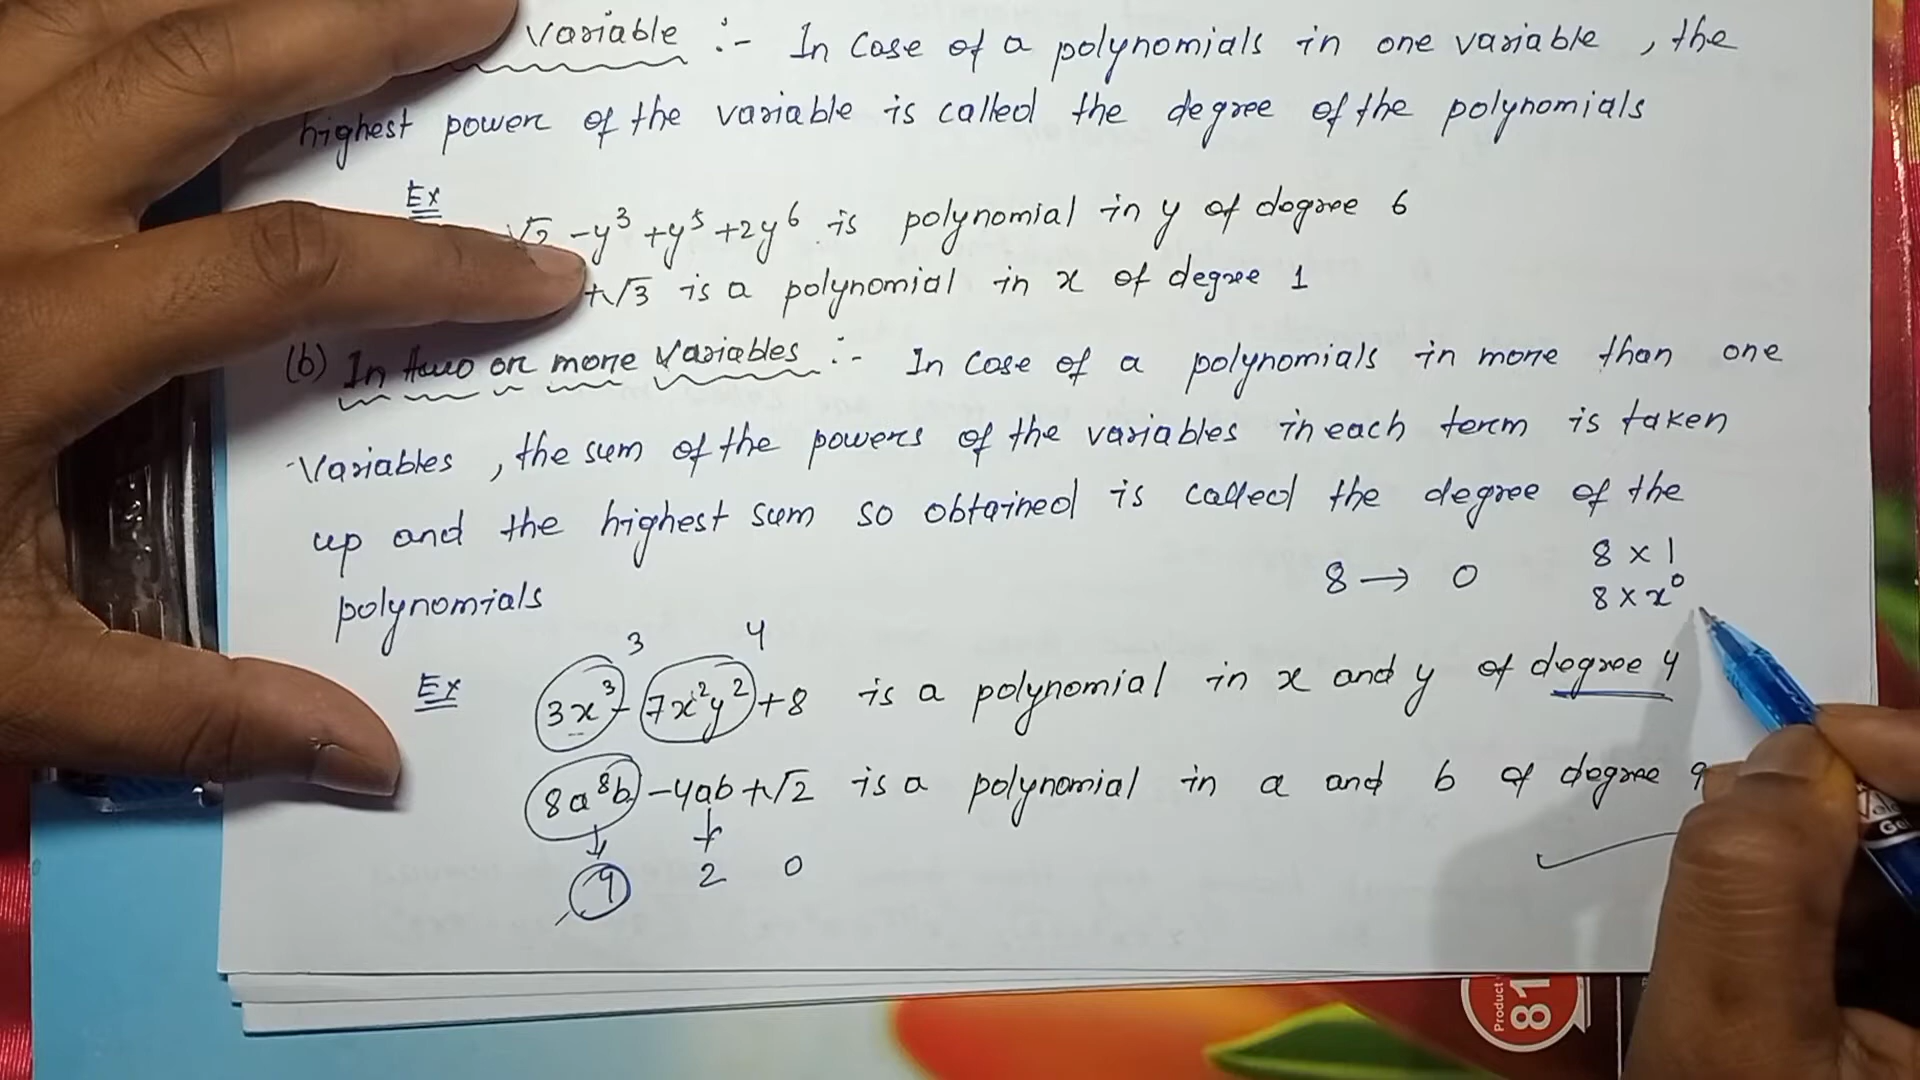 Variable :- In Case of a polynomials in one variable , the
highest power of the variable is called the degree of the polynomials
Ex
√2 -y³ +y⁵ +2y⁶ is polynomial in y of degree 6
+√3 is a polynomial in x of degree 1
(b) In two or more Variables :- In Case of a polynomials in more than one
Variables , the sum of the powers of the variables in each term is taken
up and the highest sum so obtained is called the degree of the
polynomials
8 → 0
8 × 1
8 × x⁰
3 4
Ex 3x³ - 7x²y² + 8 is a polynomial in x and y of degree 4
8a⁸b - 4ab + √2 is a polynomial in a and b of degree 9
9 2 0
Product
81
Gel